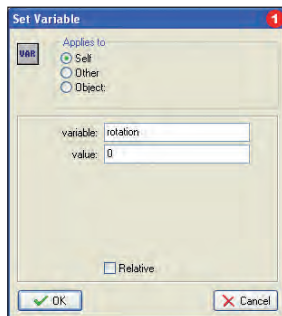 Set Variable 1
VAR
Applies to
Self
Other
Object:
variable: rotation
value: 0
Relative
OK Cancel